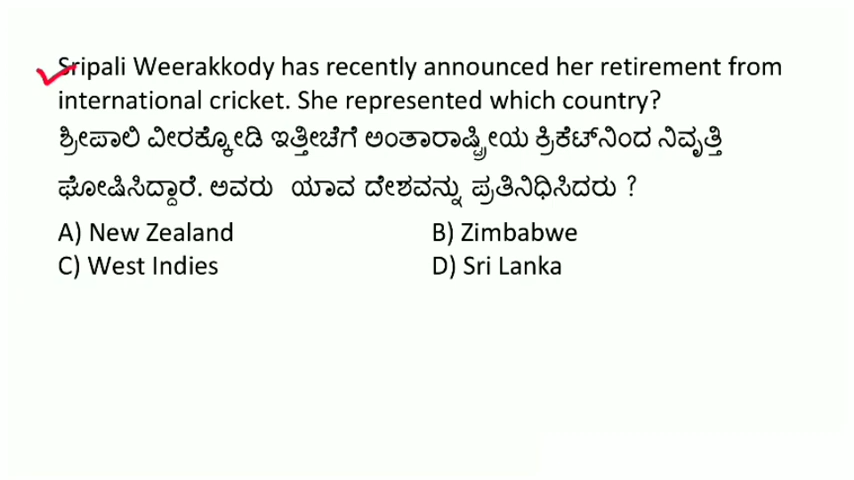 Sripali Weerakkody has recently announced her retirement from
international cricket. She represented which country?
ಶ್ರೀಪಾಲಿ ವೀರಕ್ಕೋಡಿ ಇತ್ತೀಚೆಗೆ ಅಂತಾರಾಷ್ಟ್ರೀಯ ಕ್ರಿಕೆಟ್‌ನಿಂದ ನಿವೃತ್ತಿ
ಘೋಷಿಸಿದ್ದಾರೆ. ಅವರು ಯಾವ ದೇಶವನ್ನು ಪ್ರತಿನಿಧಿಸಿದರು ?
A) New Zealand B) Zimbabwe
C) West Indies D) Sri Lanka